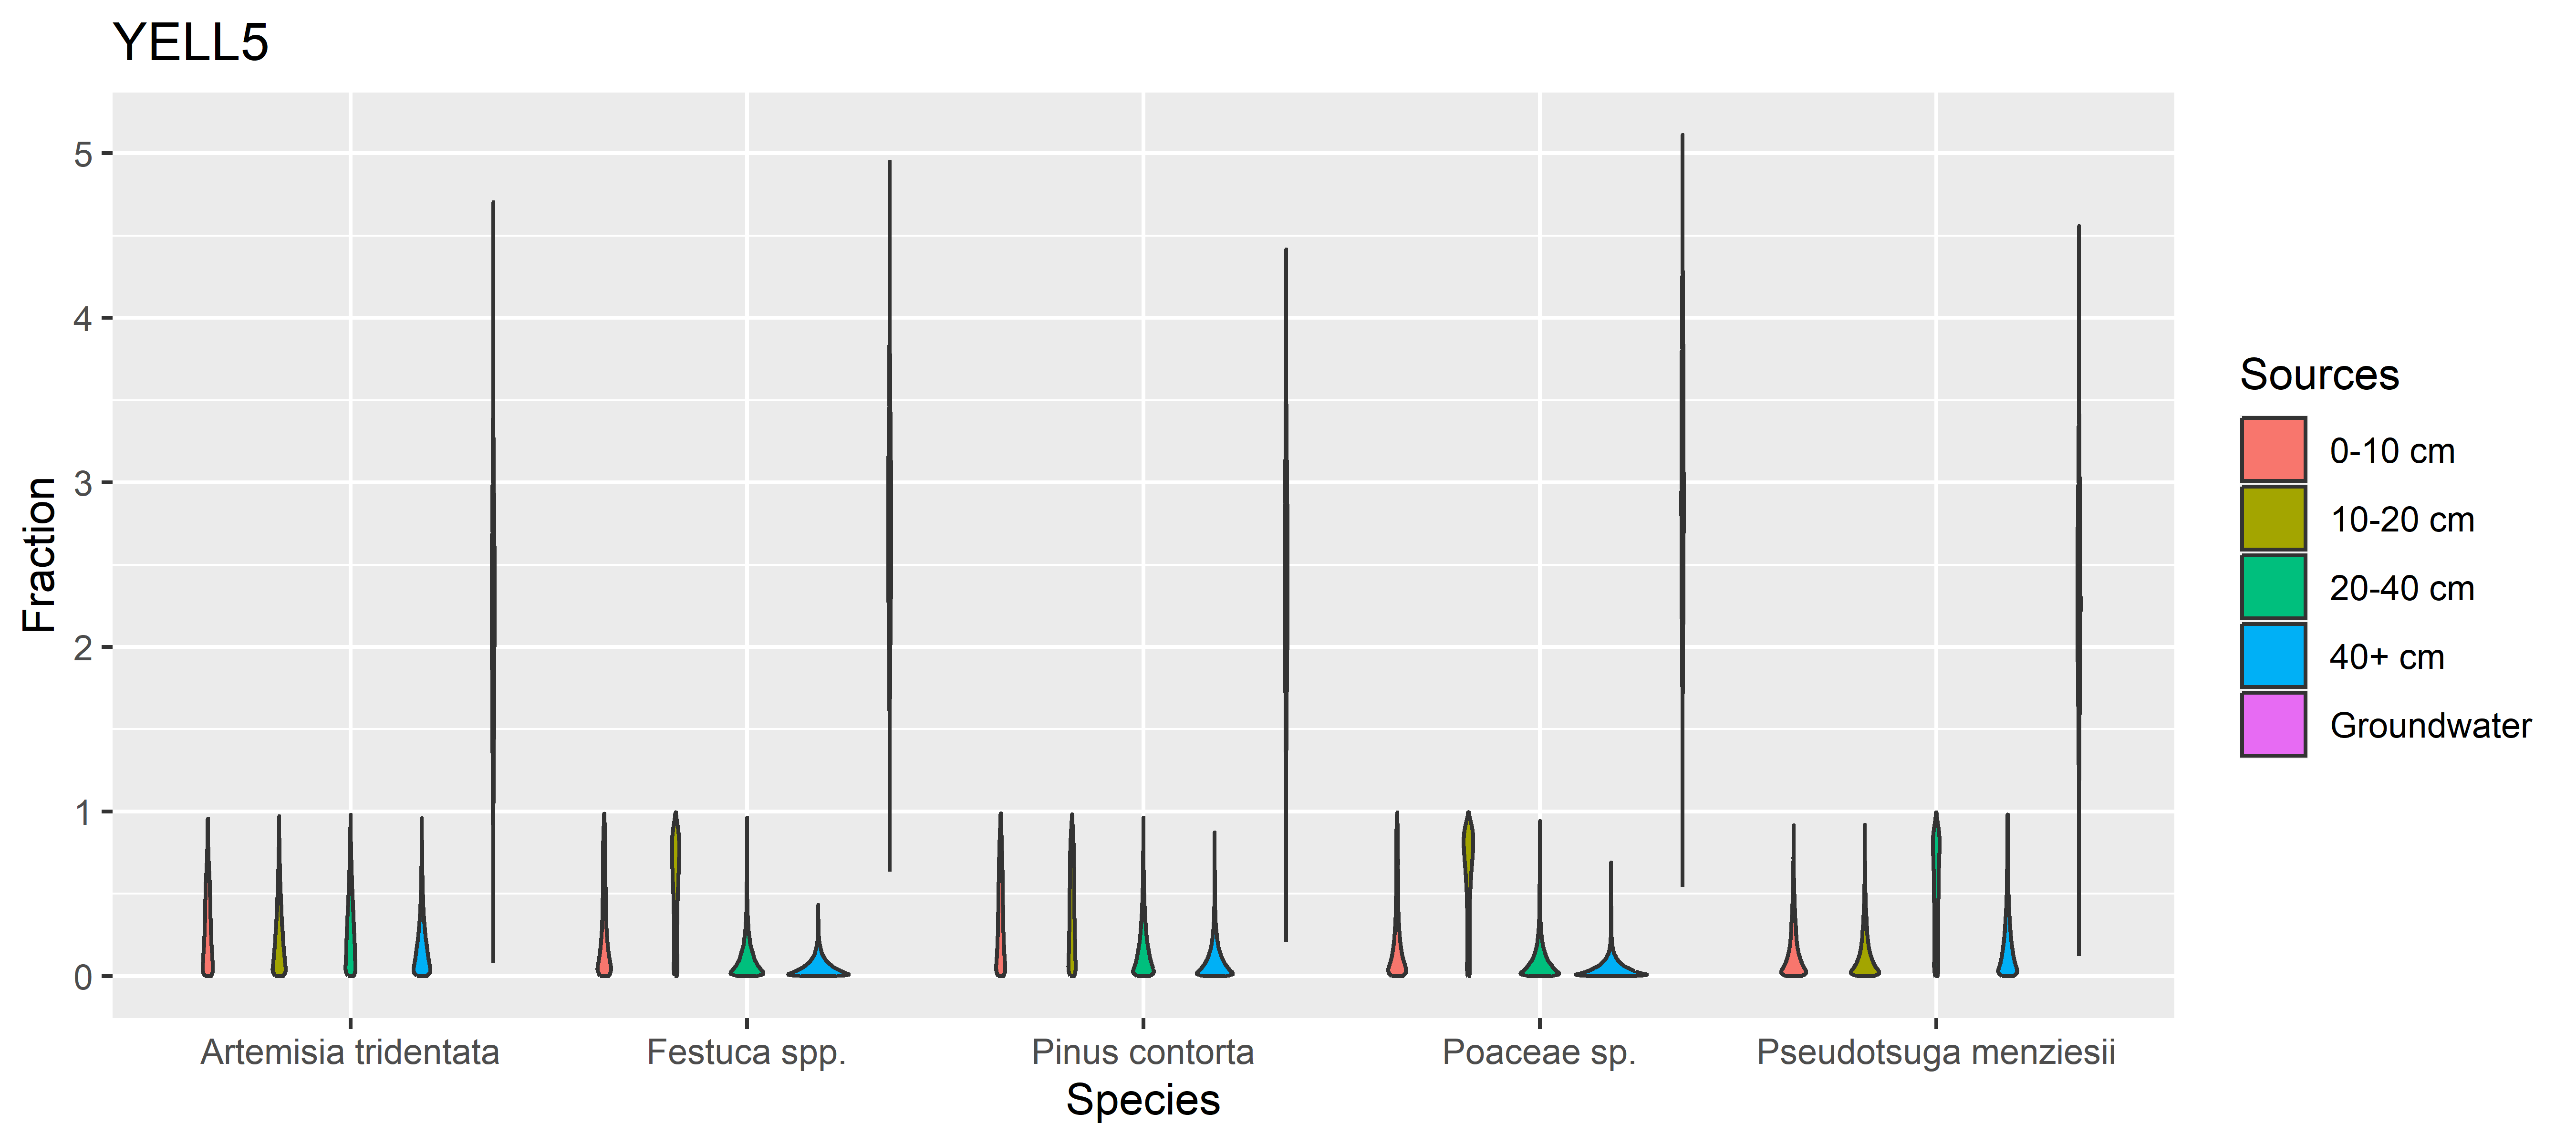 YELL5
Fraction
5
4
3
2
1
0
Artemisia tridentata
Festuca spp.
Pinus contorta
Poaceae sp.
Pseudotsuga menziesii
Species
Sources
0-10 cm
10-20 cm
20-40 cm
40+ cm
Groundwater